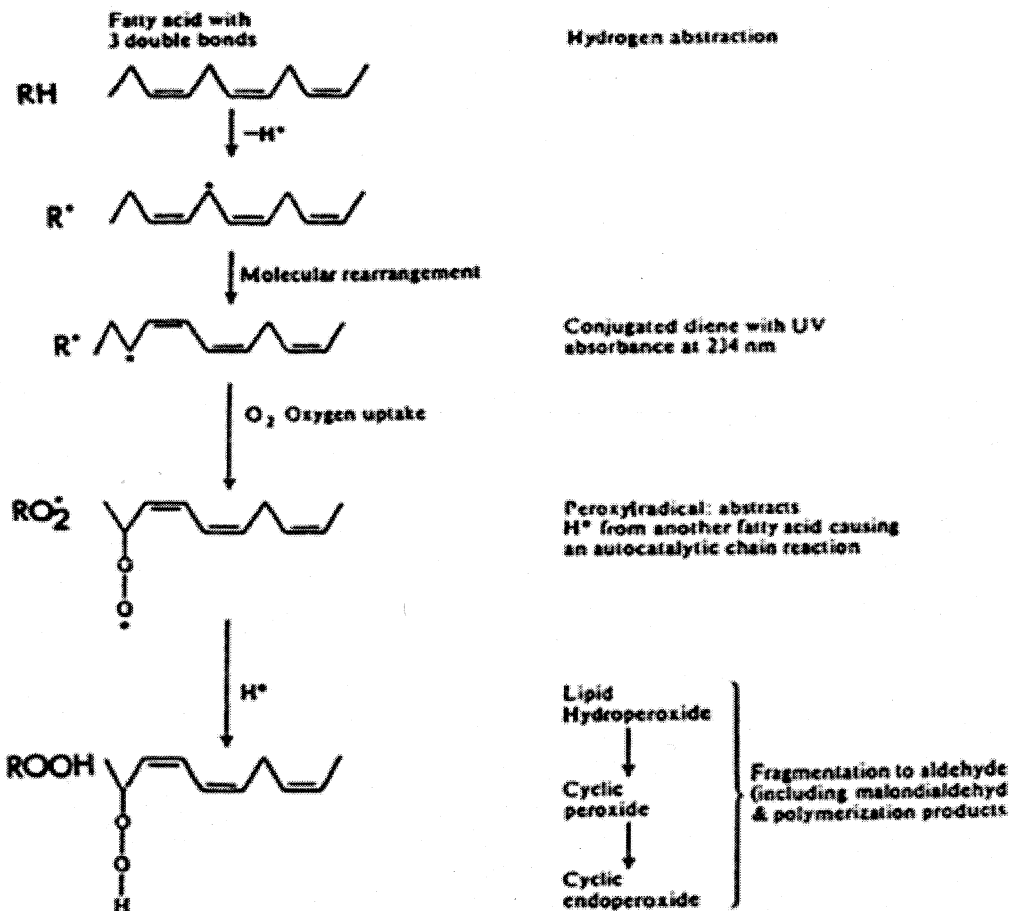 Fatty acid with
3 double bonds
Hydrogen abstraction
RH
−H•
R•
Molecular rearrangement
R•
Conjugated diene with UV
absorbance at 234 nm
O2 Oxygen uptake
RO2•
Peroxylradical: abstracts
H• from another fatty acid causing
an autocatalytic chain reaction
O
O
•
H•
Lipid
Hydroperoxide
ROOH
Cyclic
peroxide
Fragmentation to aldehyde
(including malondialdehyd
& polymerization products
O
O
H
Cyclic
endoperoxide